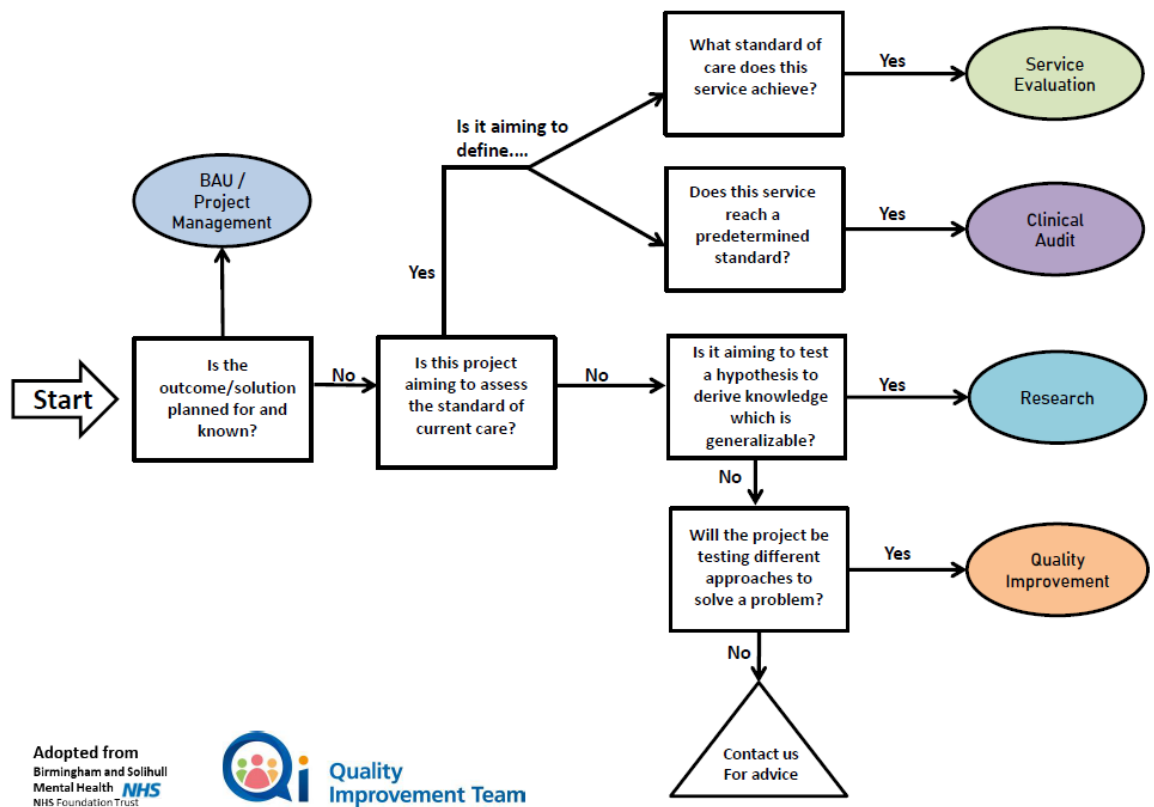 What standard of
care does this
service achieve?
Yes
Service
Evaluation
Is it aiming to
define....
BAU /
Project
Management
Does this service
reach a
predetermined
standard?
Yes
Clinical
Audit
Yes
Start
Is the
outcome/solution
planned for and
known?
No
Is this project
aiming to assess
the standard of
current care?
No
Is it aiming to test
a hypothesis to
derive knowledge
which is
generalizable?
Yes
Research
No
Will the project be
testing different
approaches to
solve a problem?
Yes
Quality
Improvement
No
Contact us
For advice
Adopted from
Birmingham and Solihull
Mental Health NHS
NHS Foundation Trust
Qi
Quality
Improvement Team